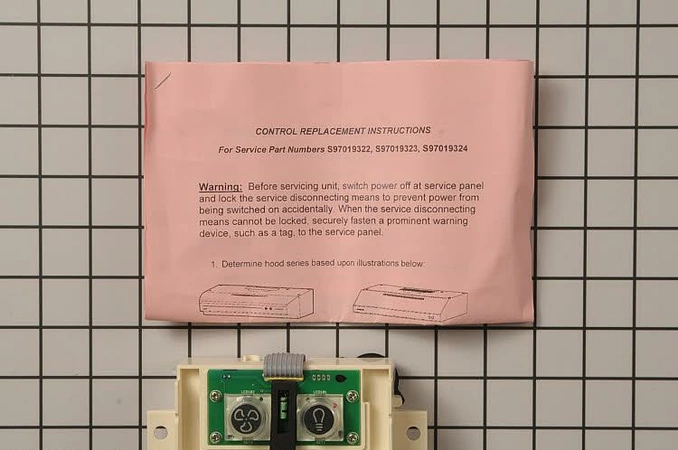 CONTROL REPLACEMENT INSTRUCTIONS
For Service Part Numbers S97019322, S97019323, S97019324
Warning: Before servicing unit, switch power off at service panel
and lock the service disconnecting means to prevent power from
being switched on accidentally. When the service disconnecting
means cannot be locked, securely fasten a prominent warning
device, such as a tag, to the service panel.
1. Determine hood series based upon illustrations below: